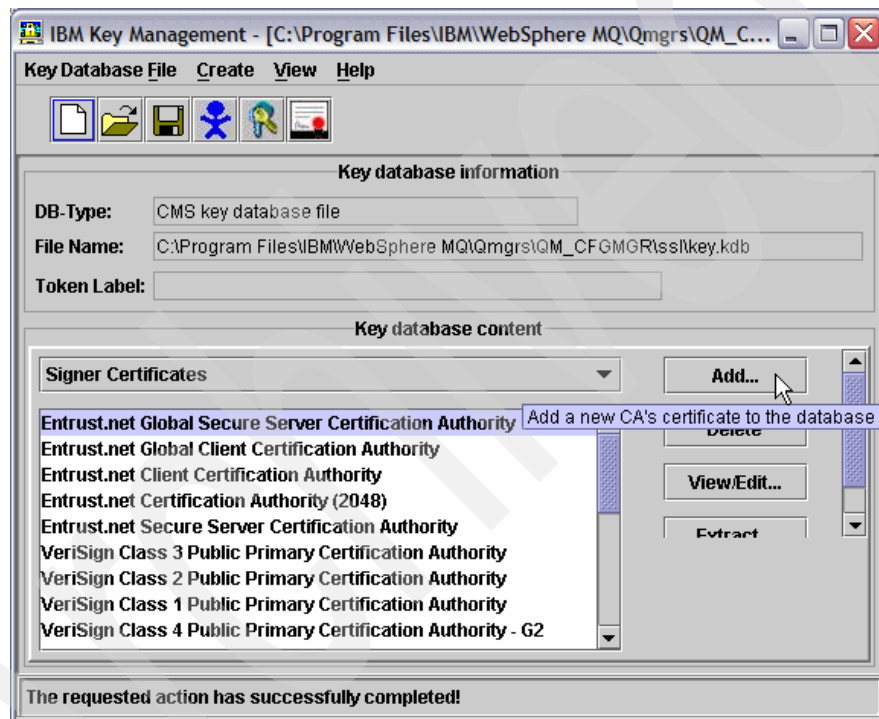 IBM Key Management - [C:\Program Files\IBM\WebSphere MQ\Qmgrs\QM_C...
Key Database File Create View Help
Key database information
DB-Type: CMS key database file
File Name: C:\Program Files\IBM\WebSphere MQ\Qmgrs\QM_CFGMGR\ssl\key.kdb
Token Label:
Key database content
Signer Certificates
Add...
Entrust.net Global Secure Server Certification Authority
Add a new CA's certificate to the database
Delete
Entrust.net Global Client Certification Authority
Entrust.net Client Certification Authority
View/Edit...
Entrust.net Certification Authority (2048)
Entrust.net Secure Server Certification Authority
Extract
VeriSign Class 3 Public Primary Certification Authority
VeriSign Class 2 Public Primary Certification Authority
VeriSign Class 1 Public Primary Certification Authority
VeriSign Class 4 Public Primary Certification Authority - G2
The requested action has successfully completed!